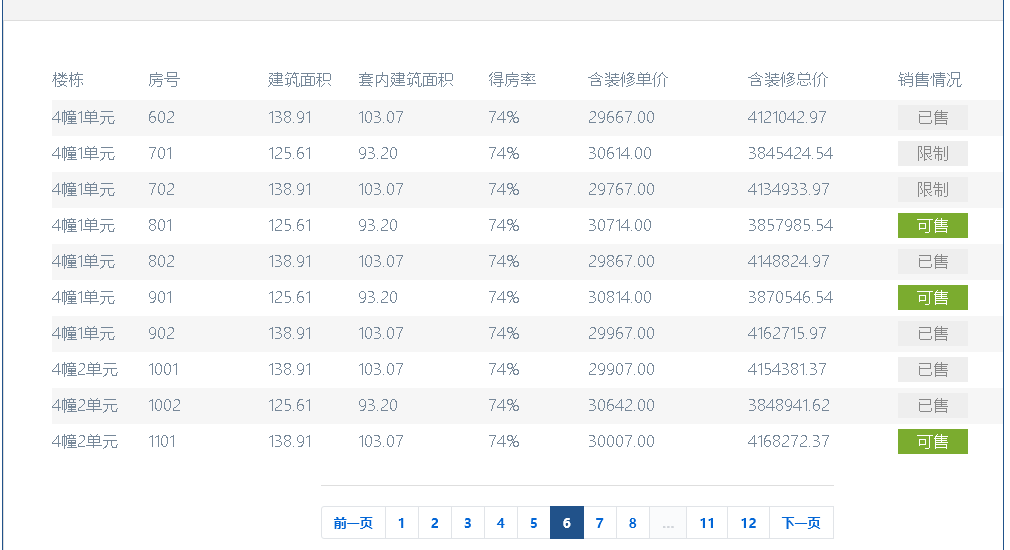 楼栋 房号 建筑面积 套内建筑面积 得房率 含装修单价 含装修总价 销售情况
4幢1单元 602 138.91 103.07 74% 29667.00 4121042.97 已售
4幢1单元 701 125.61 93.20 74% 30614.00 3845424.54 限制
4幢1单元 702 138.91 103.07 74% 29767.00 4134933.97 限制
4幢1单元 801 125.61 93.20 74% 30714.00 3857985.54 可售
4幢1单元 802 138.91 103.07 74% 29867.00 4148824.97 已售
4幢1单元 901 125.61 93.20 74% 30814.00 3870546.54 可售
4幢1单元 902 138.91 103.07 74% 29967.00 4162715.97 已售
4幢2单元 1001 138.91 103.07 74% 29907.00 4154381.37 已售
4幢2单元 1002 125.61 93.20 74% 30642.00 3848941.62 已售
4幢2单元 1101 138.91 103.07 74% 30007.00 4168272.37 可售
前一页 1 2 3 4 5 6 7 8 ... 11 12 下一页